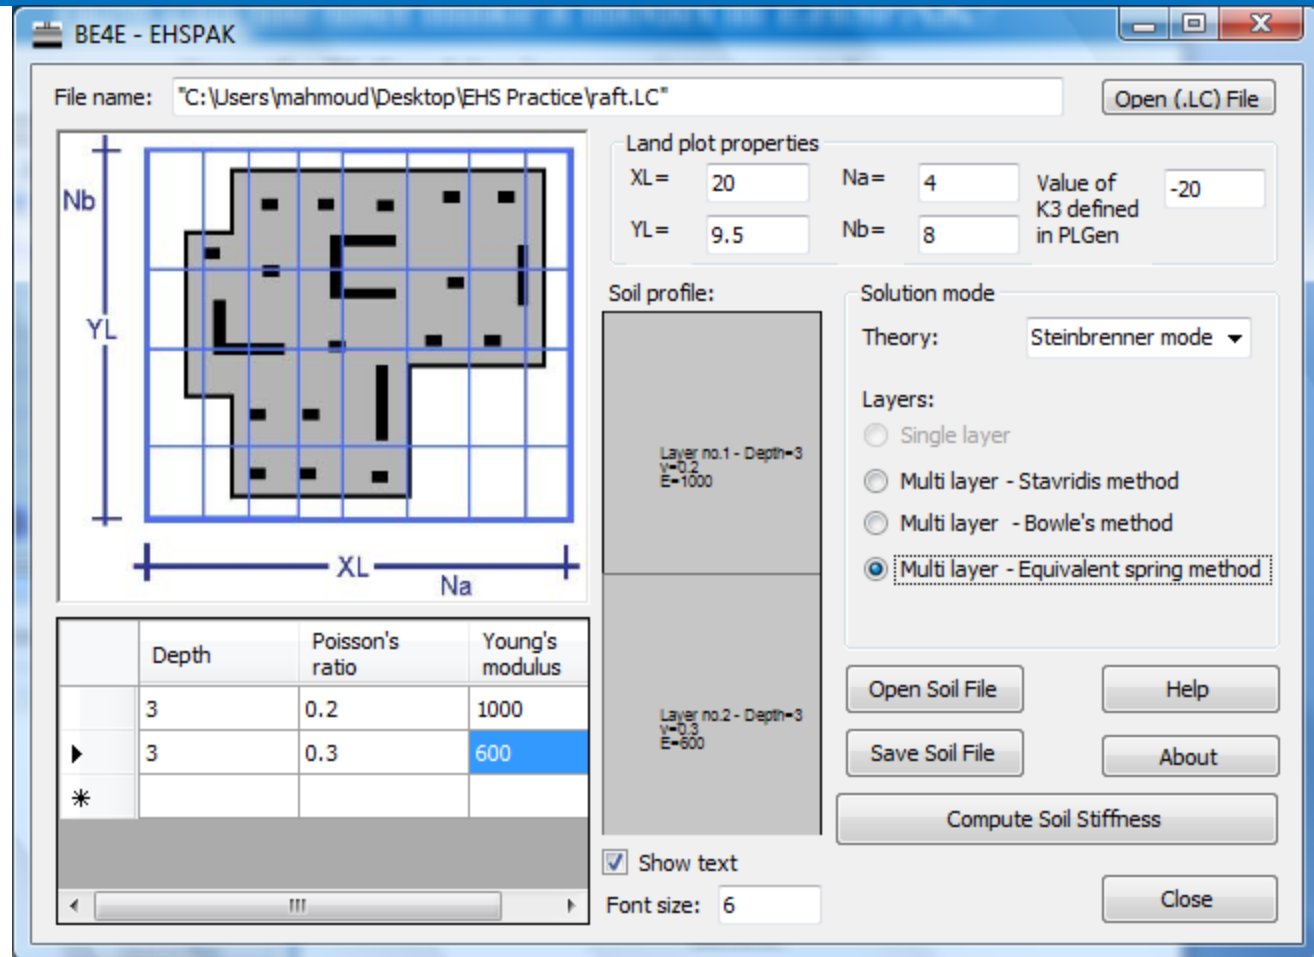 BE4E - EHSPAK
File name: "C:\Users\mahmoud\Desktop\EHS Practice\raft.LC" Open (.LC) File
Nb
YL
XL
Na
Land plot properties
XL= 20 Na= 4
YL= 9.5 Nb= 8
Value of
K3 defined
in PLGen
-20
Soil profile:
Layer no.1 - Depth=3
v=0.2
E=1000
Layer no.2 - Depth=3
v=0.3
E=600
Solution mode
Theory: Steinbrenner mode
Layers:
Single layer
Multi layer - Stavridis method
Multi layer - Bowle's method
Multi layer - Equivalent spring method
Depth Poisson's ratio Young's modulus
3 0.2 1000
3 0.3 600
Show text
Font size: 6
Open Soil File Help
Save Soil File About
Compute Soil Stiffness
Close